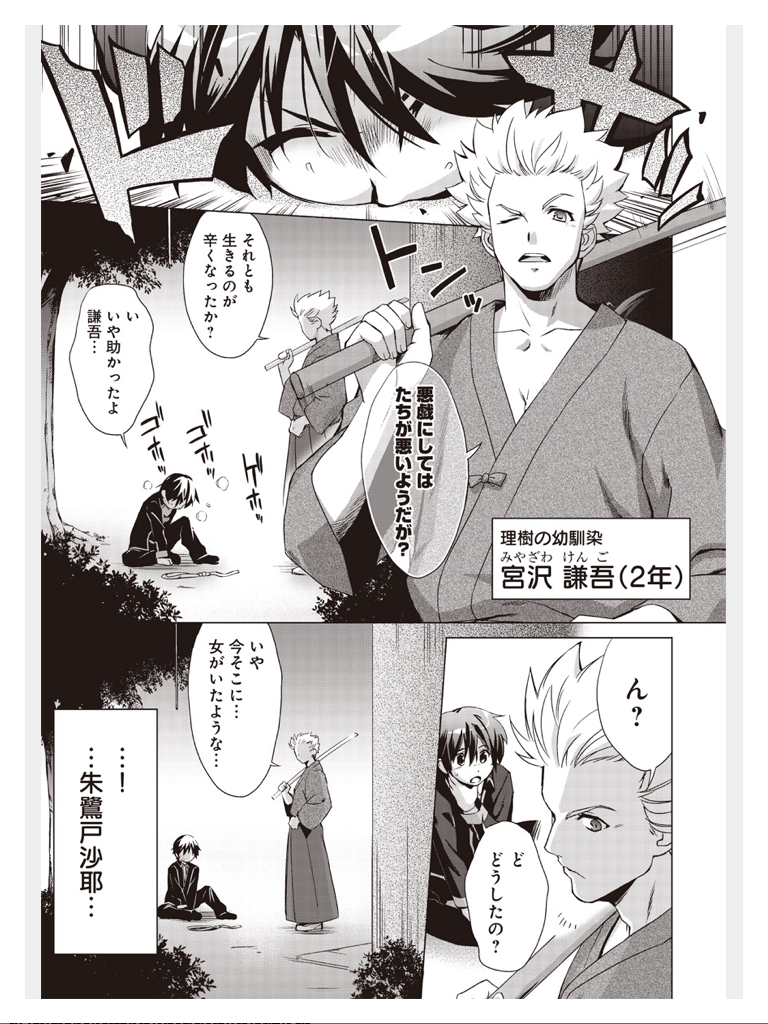 ドドッ
トンッ
悪戯にしては
たちが悪いようだが？
理樹の幼馴染
みやざわ けんご
宮沢 謙吾（2年）
それとも
生きるのが
辛くなったか？
い
いや助かったよ
謙吾…
ゲホ…
ゴホッ
ゴホッ
ん？
ど
どうしたの？
いや
今そこに…
女がいたような…
…！
…朱鷺戸沙耶…